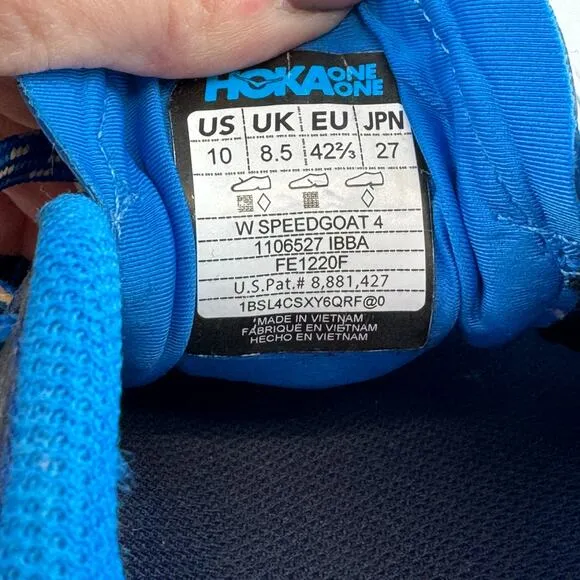 HOKA ONE ONE
US UK EU JPN
10 8.5 42⅔ 27
W SPEEDGOAT 4
1106527 IBBA
FE1220F
U.S.Pat.# 8,881,427
1BSL4CSXY6QRF@0
MADE IN VIETNAM
FABRIQUÉ EN VIETNAM
HECHO EN VIETNAM